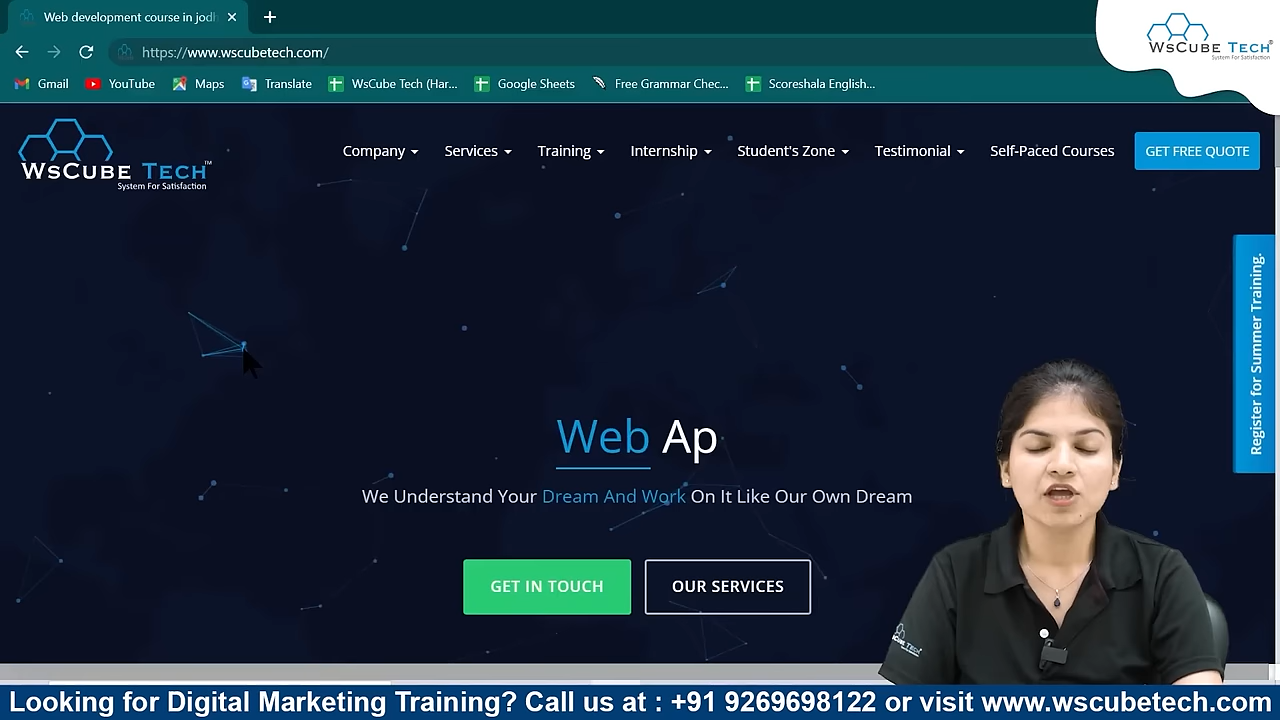 Web development course in jodh
https://www.wscubetech.com/
WsCube Tech
System For Satisfaction
Gmail YouTube Maps Translate WsCube Tech (Har... Google Sheets Free Grammar Chec... Scoreshala English...
WsCube Tech™
System For Satisfaction
Company Services Training Internship Student's Zone Testimonial Self-Paced Courses GET FREE QUOTE
Register for Summer Training.
Web Ap
We Understand Your Dream And Work On It Like Our Own Dream
GET IN TOUCH OUR SERVICES
WsCube Tech
Looking for Digital Marketing Training? Call us at : +91 9269698122 or visit www.wscubetech.com